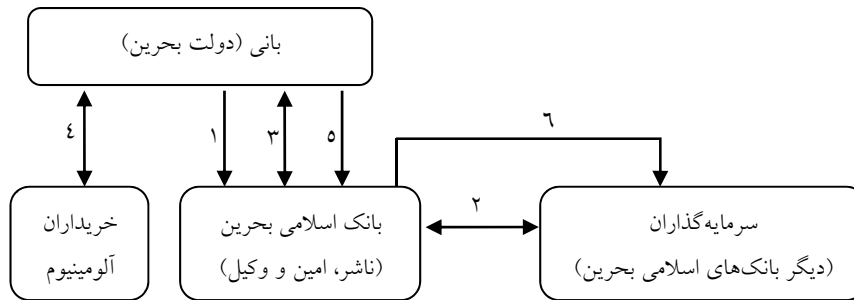 بانی (دولت بحرین)
٤
١
٣
٥
٦
خریداران
آلومینیوم
بانک اسلامی بحرین
(ناشر، امین و وکیل)
٢
سرمایه‌گذاران
(دیگر بانک‌های اسلامی بحرین)